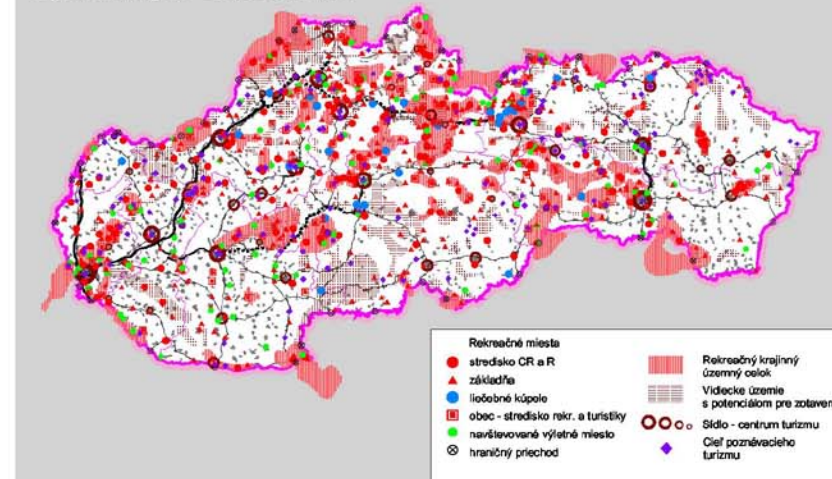 Rekreačné miesta
stredisko CR a R
základňa
liečebné kúpele
obec - stredisko rekr. a turistiky
navštevované výletné miesto
hraničný priechod
Rekreačný krajinný
územný celok
Vidiecke územie
s potenciálom pre zotaven
Sídlo - centrum turizmu
Cieľ poznávacieho
turizmu